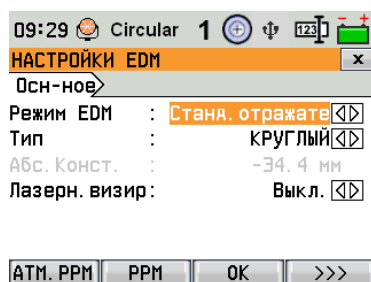 09:29 Circular 1 123
НАСТРОЙКИ EDM x
Осн-ное
Режим EDM : Станд.отражате
Тип : КРУГЛЫЙ
Абс.Конст. : -34.4 мм
Лазерн.визир: Выкл.
ATM.PPM PPM OK >>>